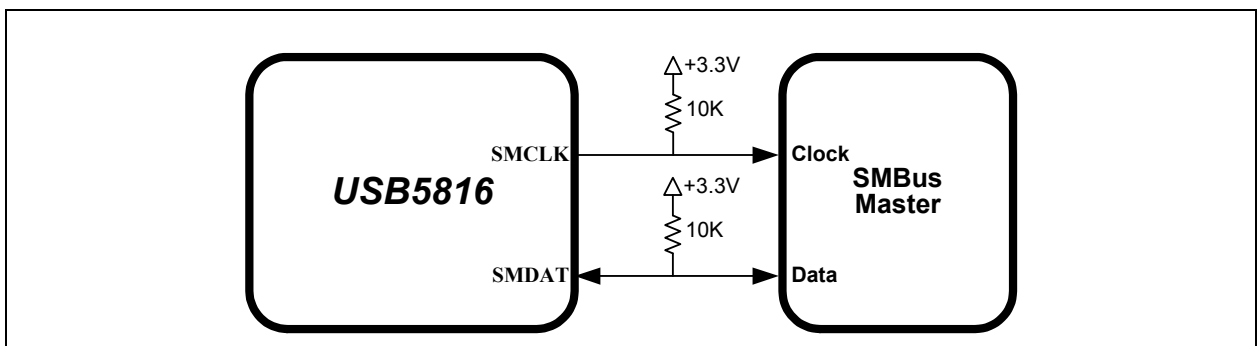 +3.3V
10K
SMCLK
Clock
USB5816
SMBus
Master
+3.3V
10K
SMDAT
Data